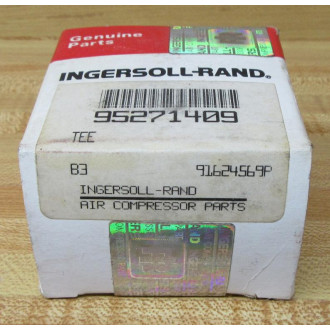 Genuine
Parts
INGERSOLL-RAND®
95271409
TEE
B3 91624569P
INGERSOLL-RAND
AIR COMPRESSOR PARTS